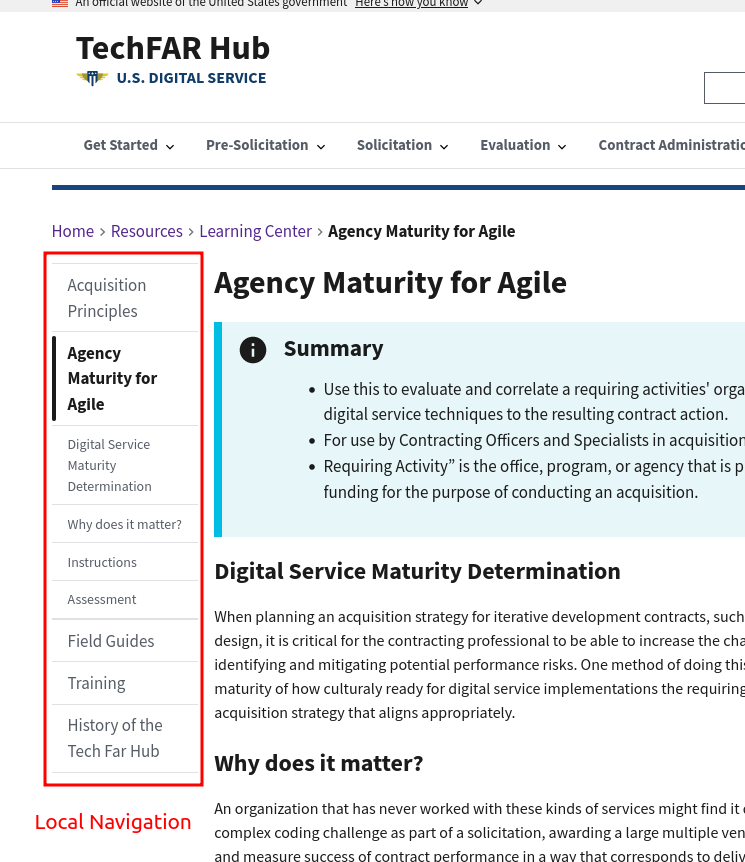 An official website of the United States government Here's how you know
TechFAR Hub
U.S. DIGITAL SERVICE
Get Started Pre-Solicitation Solicitation Evaluation Contract
Home > Resources > Learning Center > Agency Maturity for Agile
Acquisition
Principles
Agency
Maturity for
Agile
Digital Service
Maturity
Determination
Why does it matter?
Instructions
Assessment
Field Guides
Training
History of the
Tech Far Hub
Local Navigation
Agency Maturity for Agile
Summary
• Use this to evaluate and correlate a requiring activities'
digital service techniques to the resulting contract action.
• For use by Contracting Officers and Specialists in acquisition
• Requiring Activity” is the office, program, or agency that is
funding for the purpose of conducting an acquisition.
Digital Service Maturity Determination
When planning an acquisition strategy for iterative development contracts, such
design, it is critical for the contracting professional to be able to increase the
identifying and mitigating potential performance risks. One method of doing this
maturity of how culturaly ready for digital service implementations the requiring
acquisition strategy that aligns appropriately.
Why does it matter?
An organization that has never worked with these kinds of services might find it
complex coding challenge as part of a solicitation, awarding a large multiple
and measure success of contract performance in a way that corresponds to